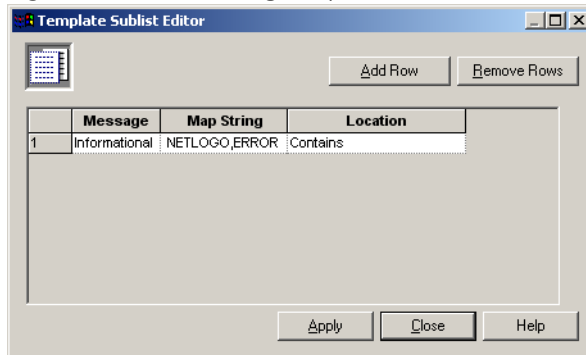 Template Sublist Editor
Add Row Remove Rows
Message Map String Location
1 Informational NETLOGO,ERROR Contains
Apply Close Help